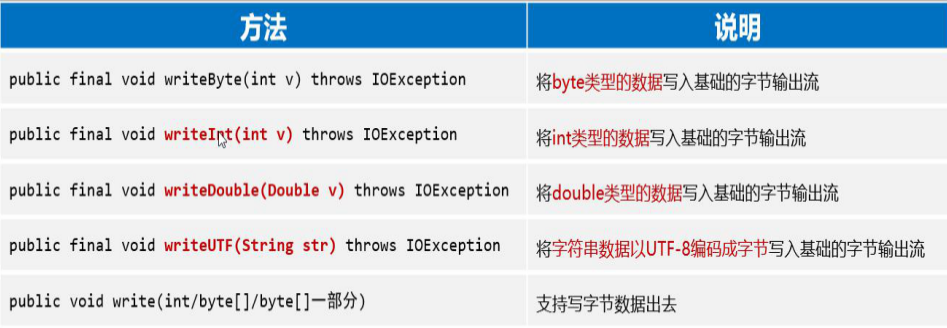 方法 说明
public final void writeByte(int v) throws IOException 将byte类型的数据写入基础的字节输出流
public final void writeInt(int v) throws IOException 将int类型的数据写入基础的字节输出流
public final void writeDouble(Double v) throws IOException 将double类型的数据写入基础的字节输出流
public final void writeUTF(String str) throws IOException 将字符串数据以UTF-8编码成字节写入基础的字节输出流
public void write(int/byte[]/byte[]一部分) 支持写字节数据出去